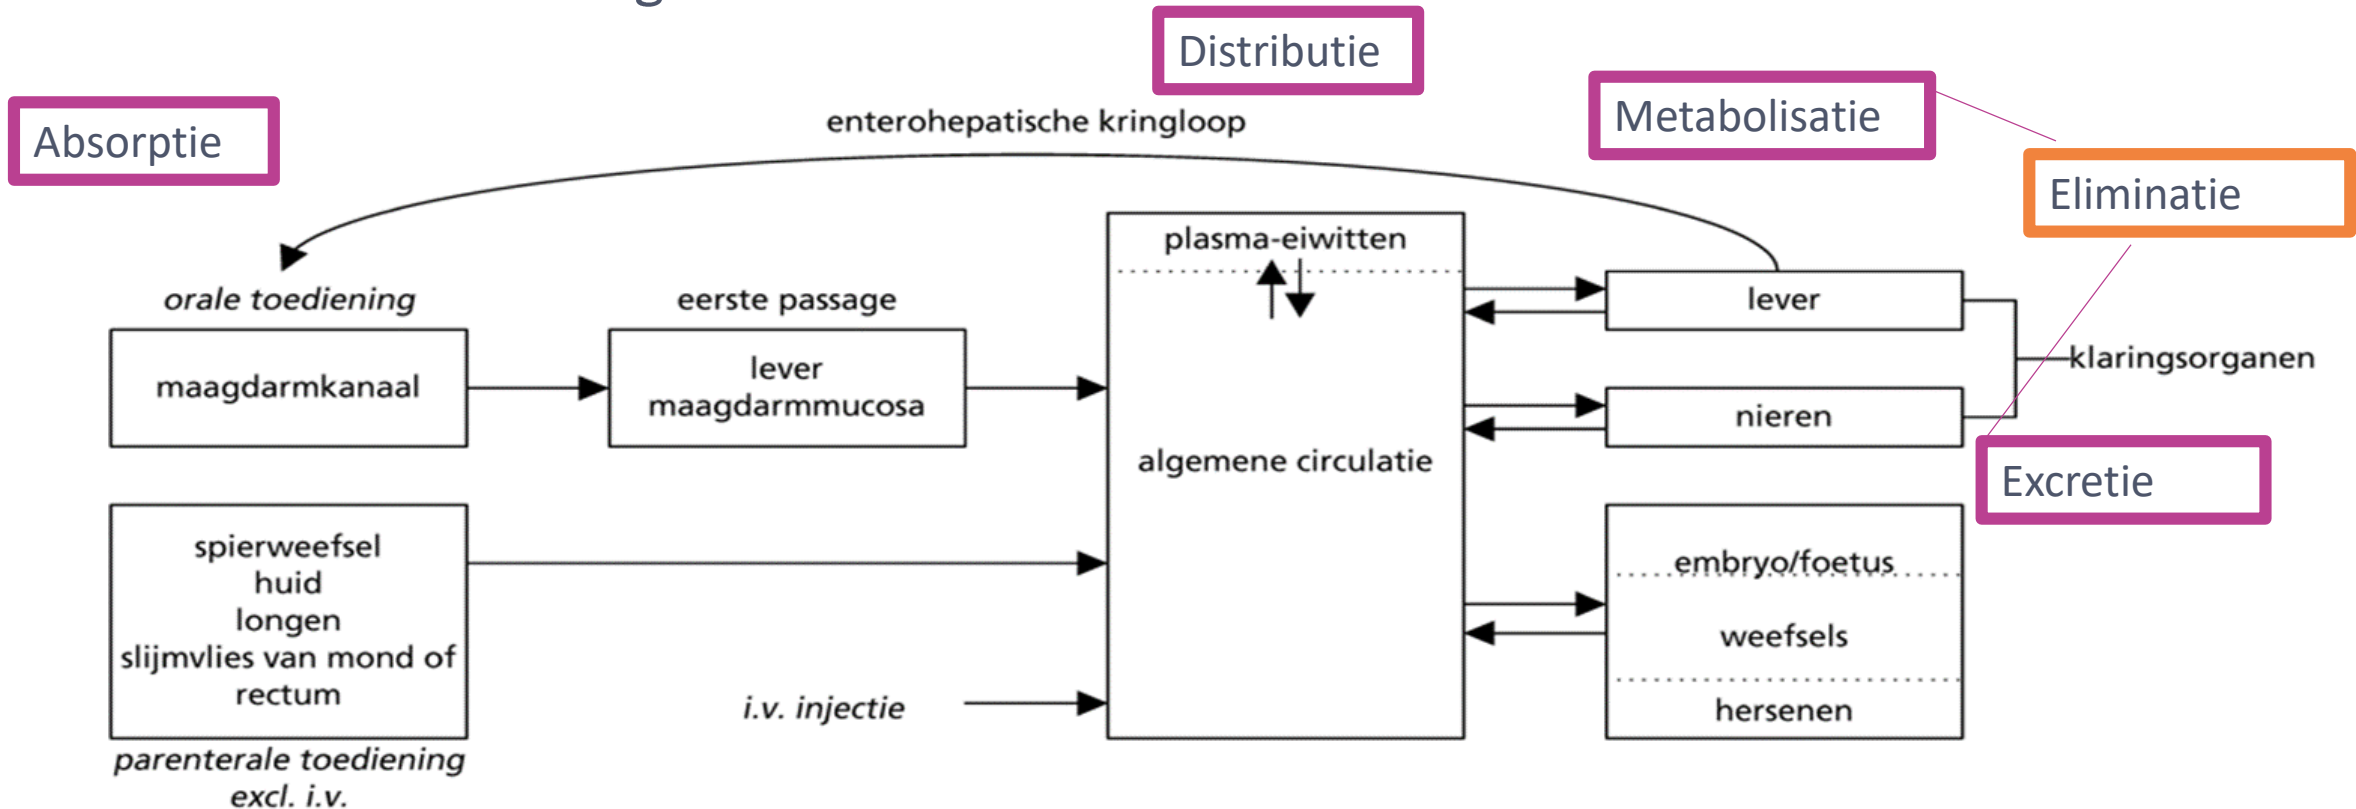 Distributie
Absorptie
enterohepatische kringloop
Metabolisatie
Eliminatie
orale toediening
maagdarmkanaal
eerste passage
lever
maagdarmmucosa
plasma-eiwitten
algemene circulatie
lever
nieren
klaringsorganen
Excretie
spierweefsel
huid
longen
slijmvlies van mond of
rectum
parenterale toediening
excl. i.v.
i.v. injectie
embryo/foetus
weefsels
hersenen